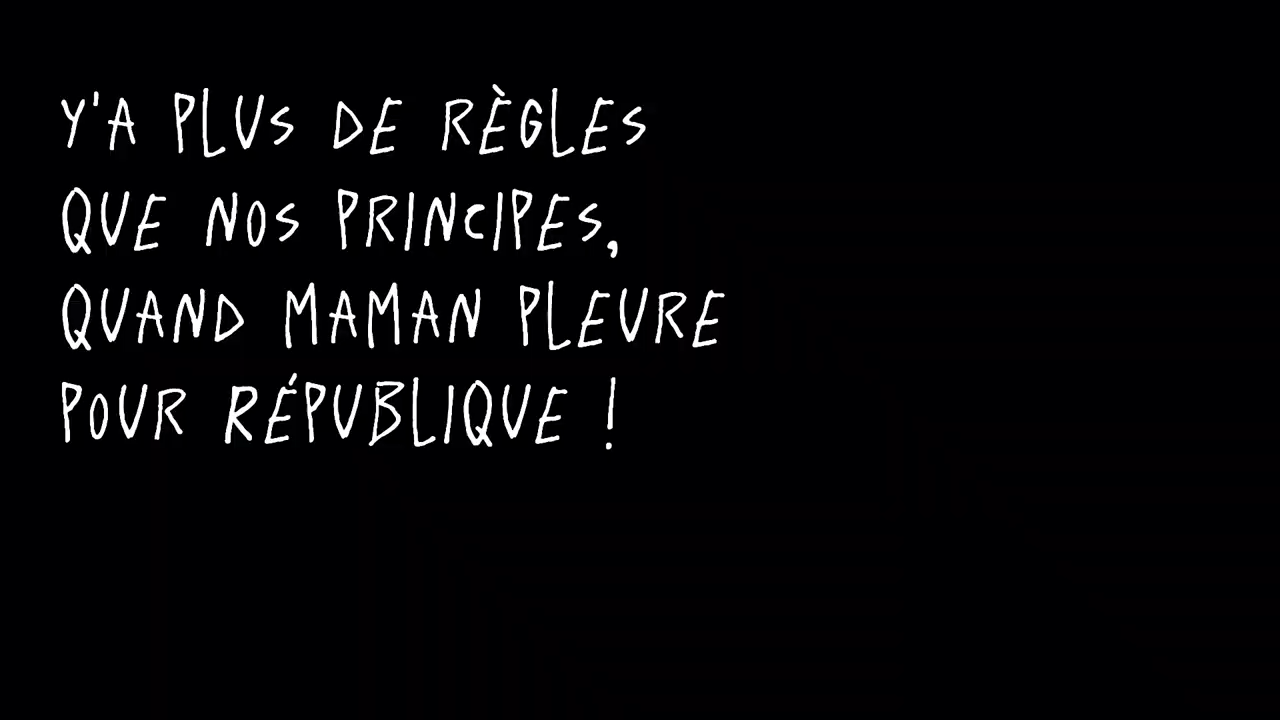 Y'A PLUS DE RÈGLES
QUE NOS PRINCIPES,
QUAND MAMAN PLEURE
POUR RÉPUBLIQUE !